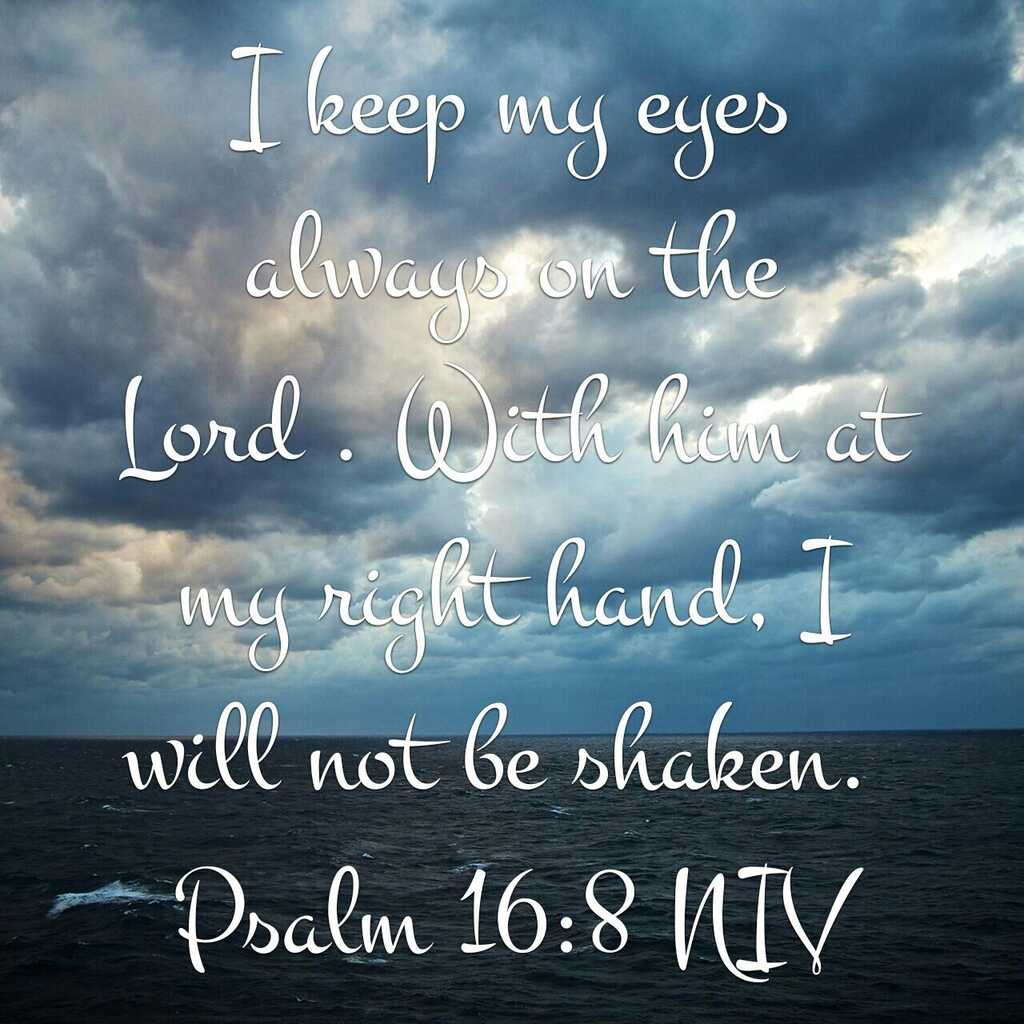 I keep my eyes
always on the
Lord . With him at
my right hand, I
will not be shaken.
Psalm 16:8 NIV